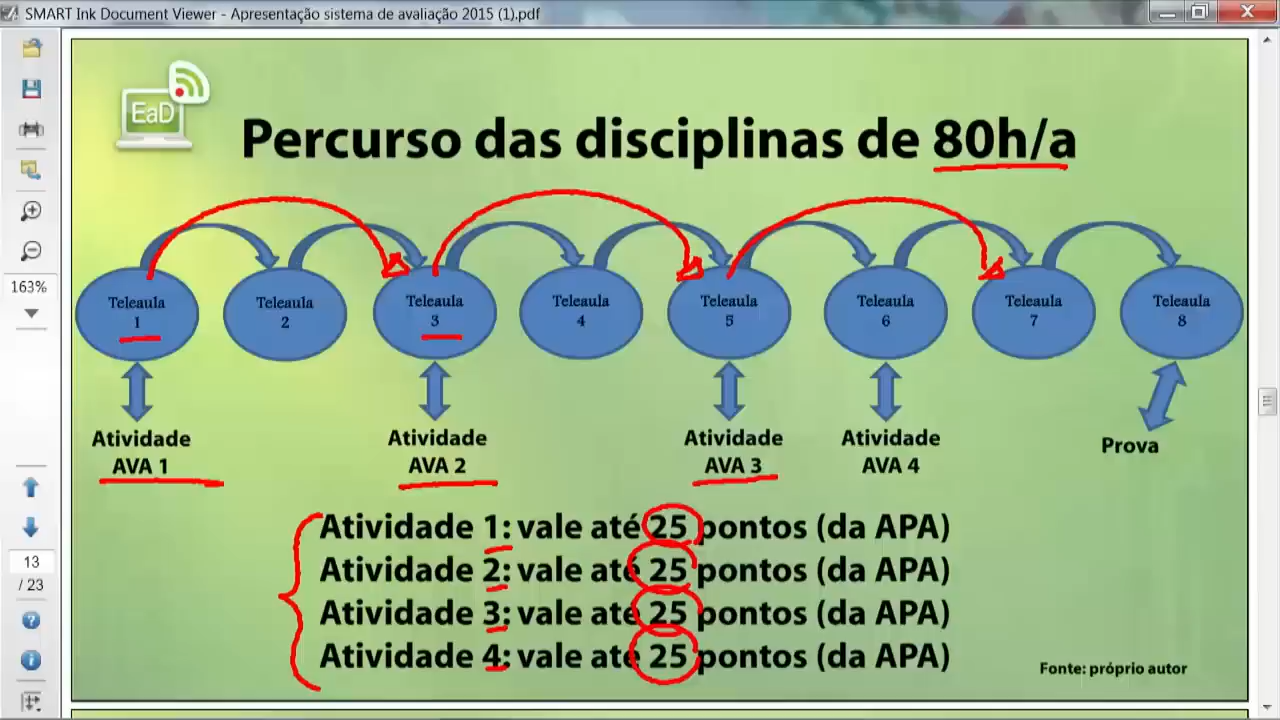 SMART Ink Document Viewer - Apresentação sistema de avaliação 2015 (1).pdf
EaD
Percurso das disciplinas de 80h/a
163%
Teleaula
1
Teleaula
2
Teleaula
3
Teleaula
4
Teleaula
5
Teleaula
6
Teleaula
7
Teleaula
8
Atividade
AVA 1
Atividade
AVA 2
Atividade
AVA 3
Atividade
AVA 4
Prova
Atividade 1: vale até 25 pontos (da APA)
Atividade 2: vale até 25 pontos (da APA)
Atividade 3: vale até 25 pontos (da APA)
Atividade 4: vale até 25 pontos (da APA)
13
/ 23
Fonte: próprio autor